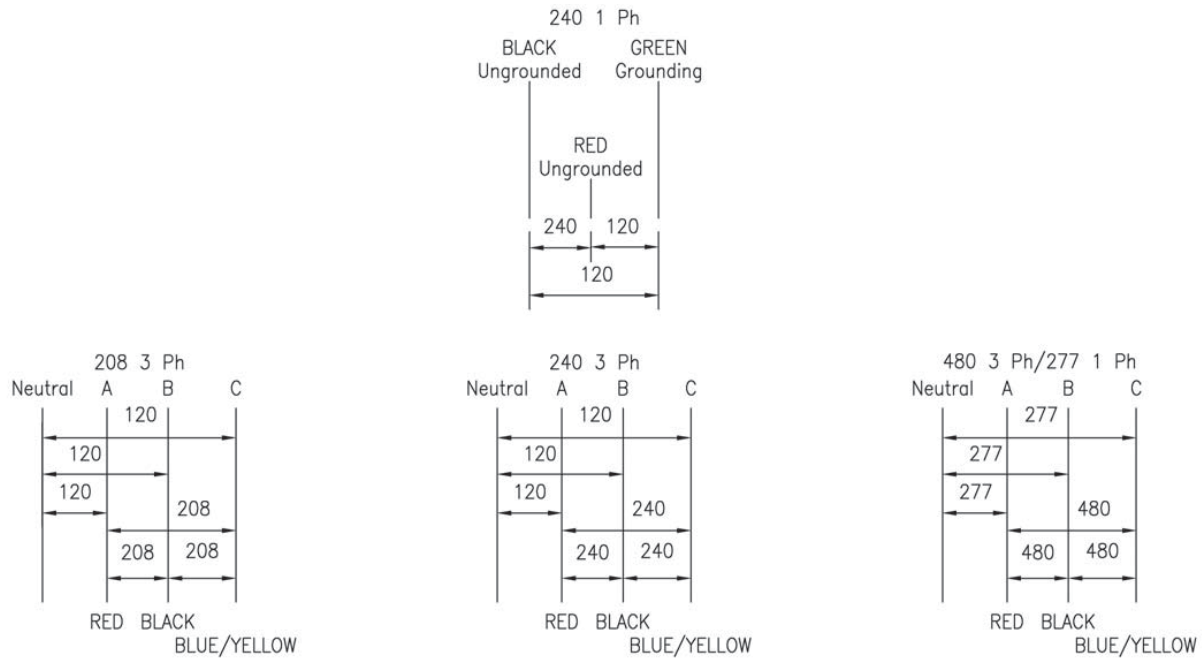 240 1 Ph
BLACK GREEN
Ungrounded Grounding
RED
Ungrounded
240 120
120
208 3 Ph
Neutral A B C
120
120
120
208
208 208
RED BLACK
BLUE/YELLOW
240 3 Ph
Neutral A B C
120
120
120
240
240 240
RED BLACK
BLUE/YELLOW
480 3 Ph/277 1 Ph
Neutral A B C
277
277
277
480
480 480
RED BLACK
BLUE/YELLOW